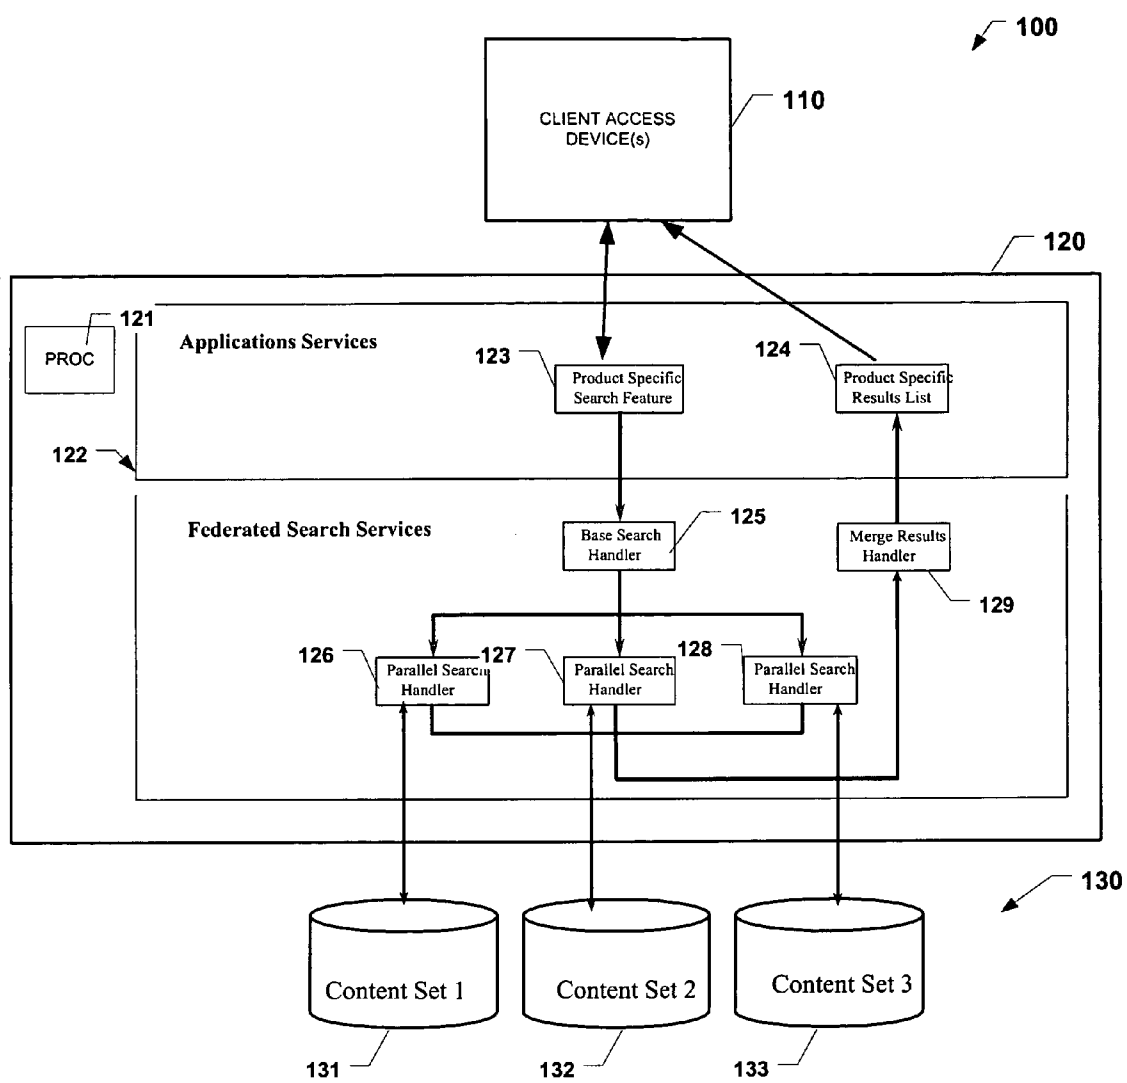 100
CLIENT ACCESS
DEVICE(s)
110
120
121
PROC
Applications Services
123
Product Specific
Search Feature
124
Product Specific
Results List
122
Federated Search Services
Base Search
Handler
125
Merge Results
Handler
129
126
Parallel Search
Handler
127
Parallel Search
Handler
128
Parallel Search
Handler
130
Content Set 1
Content Set 2
Content Set 3
131
132
133